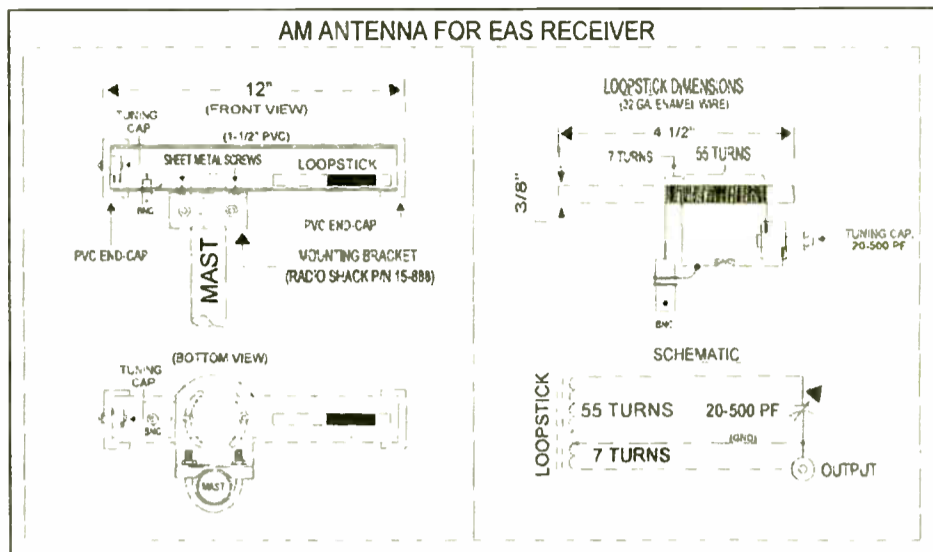 AM ANTENNA FOR EAS RECEIVER
12"
(FRONT VIEW)
TUNING
CAP
(1-1/2" PVC)
SHEET METAL SCREWS
LOOPSTICK
BNC
PVC END-CAP
PVC END-CAP
MAST
MOUNTING BRACKET
(RADIO SHACK P/N 15-888)
(BOTTOM VIEW)
TUNING
CAP
BNC
MAST
LOOPSTICK DIMENSIONS
(32 GA. ENAMEL WIRE)
4 1/2"
7 TURNS
55 TURNS
3/8"
TUNING CAP.
20-500 PF
(GND)
BNC
SCHEMATIC
LOOPSTICK
55 TURNS
20-500 PF
(GND)
7 TURNS
OUTPUT